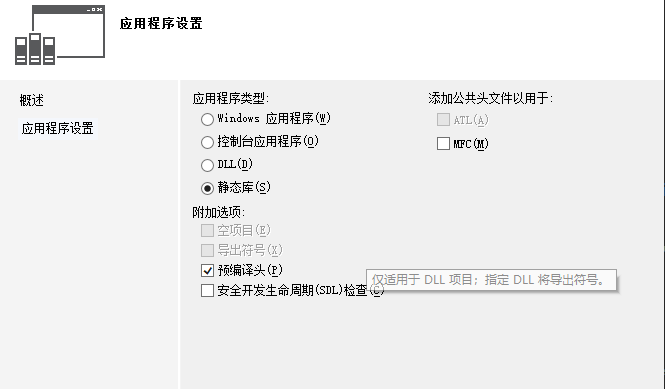 应用程序设置
概述
应用程序设置
应用程序类型:
Windows 应用程序(W)
控制台应用程序(O)
DLL(D)
静态库(S)
附加选项:
空项目(E)
导出符号(X)
预编译头(P)
安全开发生命周期(SDL)检查(C)
添加公共头文件以用于:
ATL(A)
MFC(M)
仅适用于 DLL 项目；指定 DLL 将导出符号。